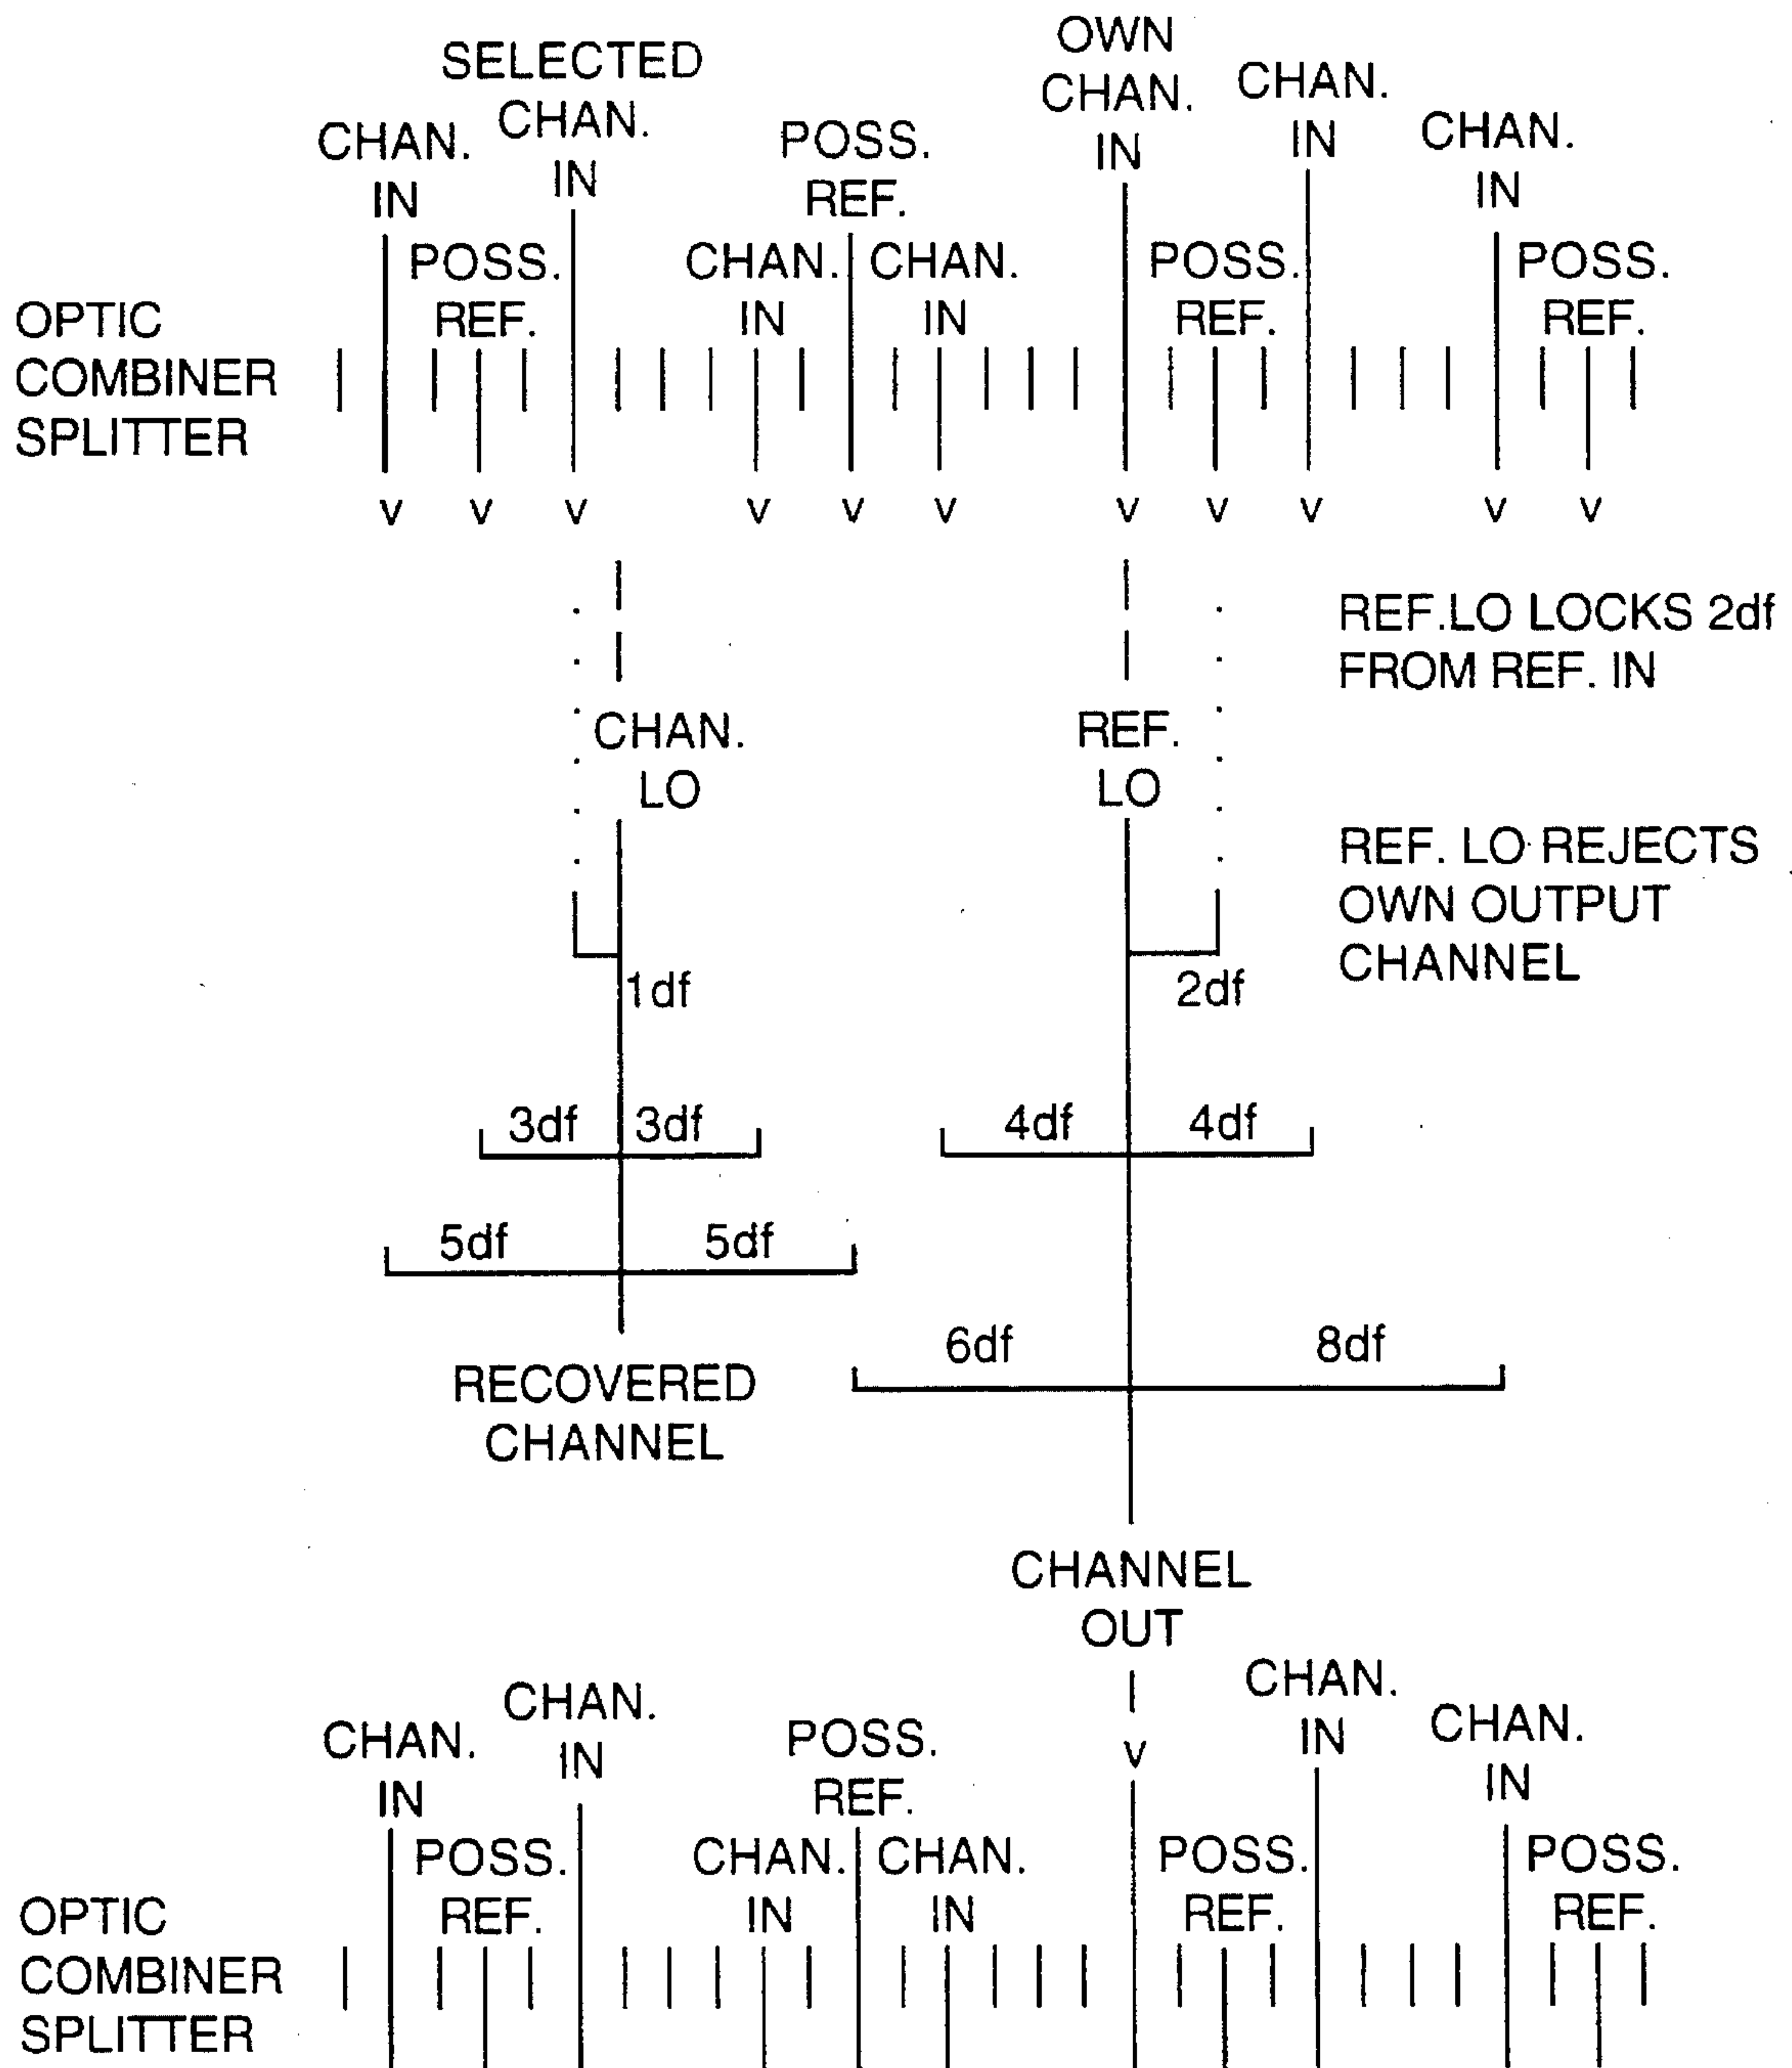 OWN
CHAN.
IN
SELECTED
CHAN.
IN
CHAN.
IN
CHAN.
IN
CHAN.
IN
POSS.
REF.
POSS.
REF.
CHAN.
IN
CHAN.
IN
POSS.
REF.
POSS.
REF.
OPTIC
COMBINER
SPLITTER
v v v v v v v v v v v
REF.LO LOCKS 2df
FROM REF. IN
CHAN.
LO
REF.
LO
REF. LO REJECTS
OWN OUTPUT
CHANNEL
1df
2df
3df 3df
4df 4df
5df 5df
6df 8df
RECOVERED
CHANNEL
CHANNEL
OUT
v
CHAN.
IN
CHAN.
IN
POSS.
REF.
CHAN.
IN
CHAN.
IN
POSS.
REF.
CHAN.
IN
CHAN.
IN
POSS.
REF.
POSS.
REF.
OPTIC
COMBINER
SPLITTER